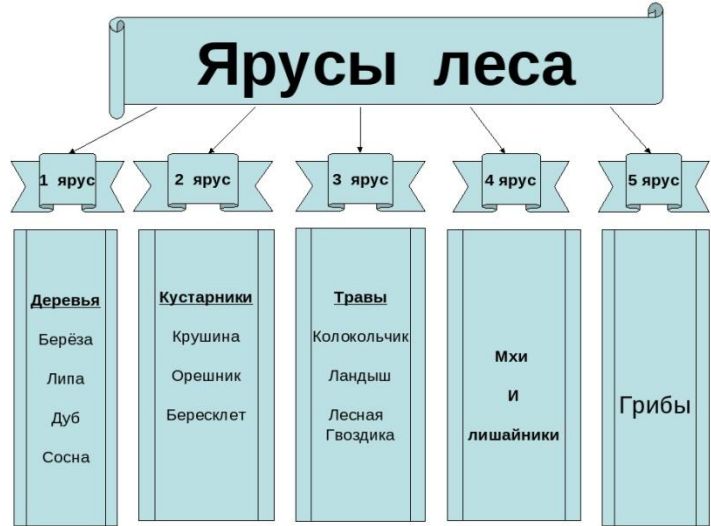 Ярусы леса
1 ярус
2 ярус
3 ярус
4 ярус
5 ярус
Деревья
Берёза
Липа
Дуб
Сосна
Кустарники
Крушина
Орешник
Бересклет
Травы
Колокольчик
Ландыш
Лесная
Гвоздика
Мхи
И
лишайники
Грибы